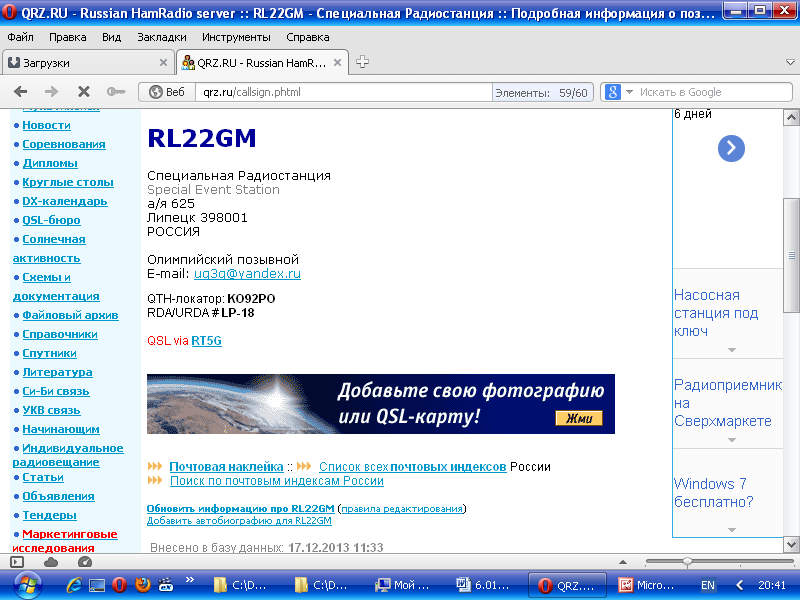 QRZ.RU - Russian HamRadio server :: RL22GM - Специальная Радиостанция :: Подробная информация о поз...
Файл Правка Вид Закладки Инструменты Справка
Загрузки QRZ.RU - Russian HamR...
Веб qrz.ru/callsign.phtml Элементы: 59/60 Искать в Google
Новости
Соревнования
Дипломы
Круглые столы
DX-календарь
QSL-бюро
Солнечная
активность
Схемы и
документация
Файловый архив
Справочники
Спутники
Литература
Си-Би связь
УКВ связь
Начинающим
Индивидуальное
радиовещание
Статьи
Объявления
Тендеры
Маркетинговые
исследования
RL22GM
Специальная Радиостанция
Special Event Station
а/я 625
Липецк 398001
РОССИЯ
Олимпийский позывной
E-mail: uq3q@yandex.ru
QTH-локатор: KO92PO
RDA/URDA # LP-18
QSL via RT5G
Добавьте свою фотографию
или QSL-карту!
Жми
Почтовая наклейка :: Список всех почтовых индексов России
Поиск по почтовым индексам России
Обновить информацию про RL22GM (правила редактирования)
Добавить автобиографию для RL22GM
Внесено в базу данных: 17.12.2013 11:33
6 дней
Насосная
станция под
ключ
Радиоприемник
на
Сверхмаркете
Windows 7
бесплатно?
C:\D... C:\D... Мой ... 6.01... QRZ.... Micro... EN 20:41